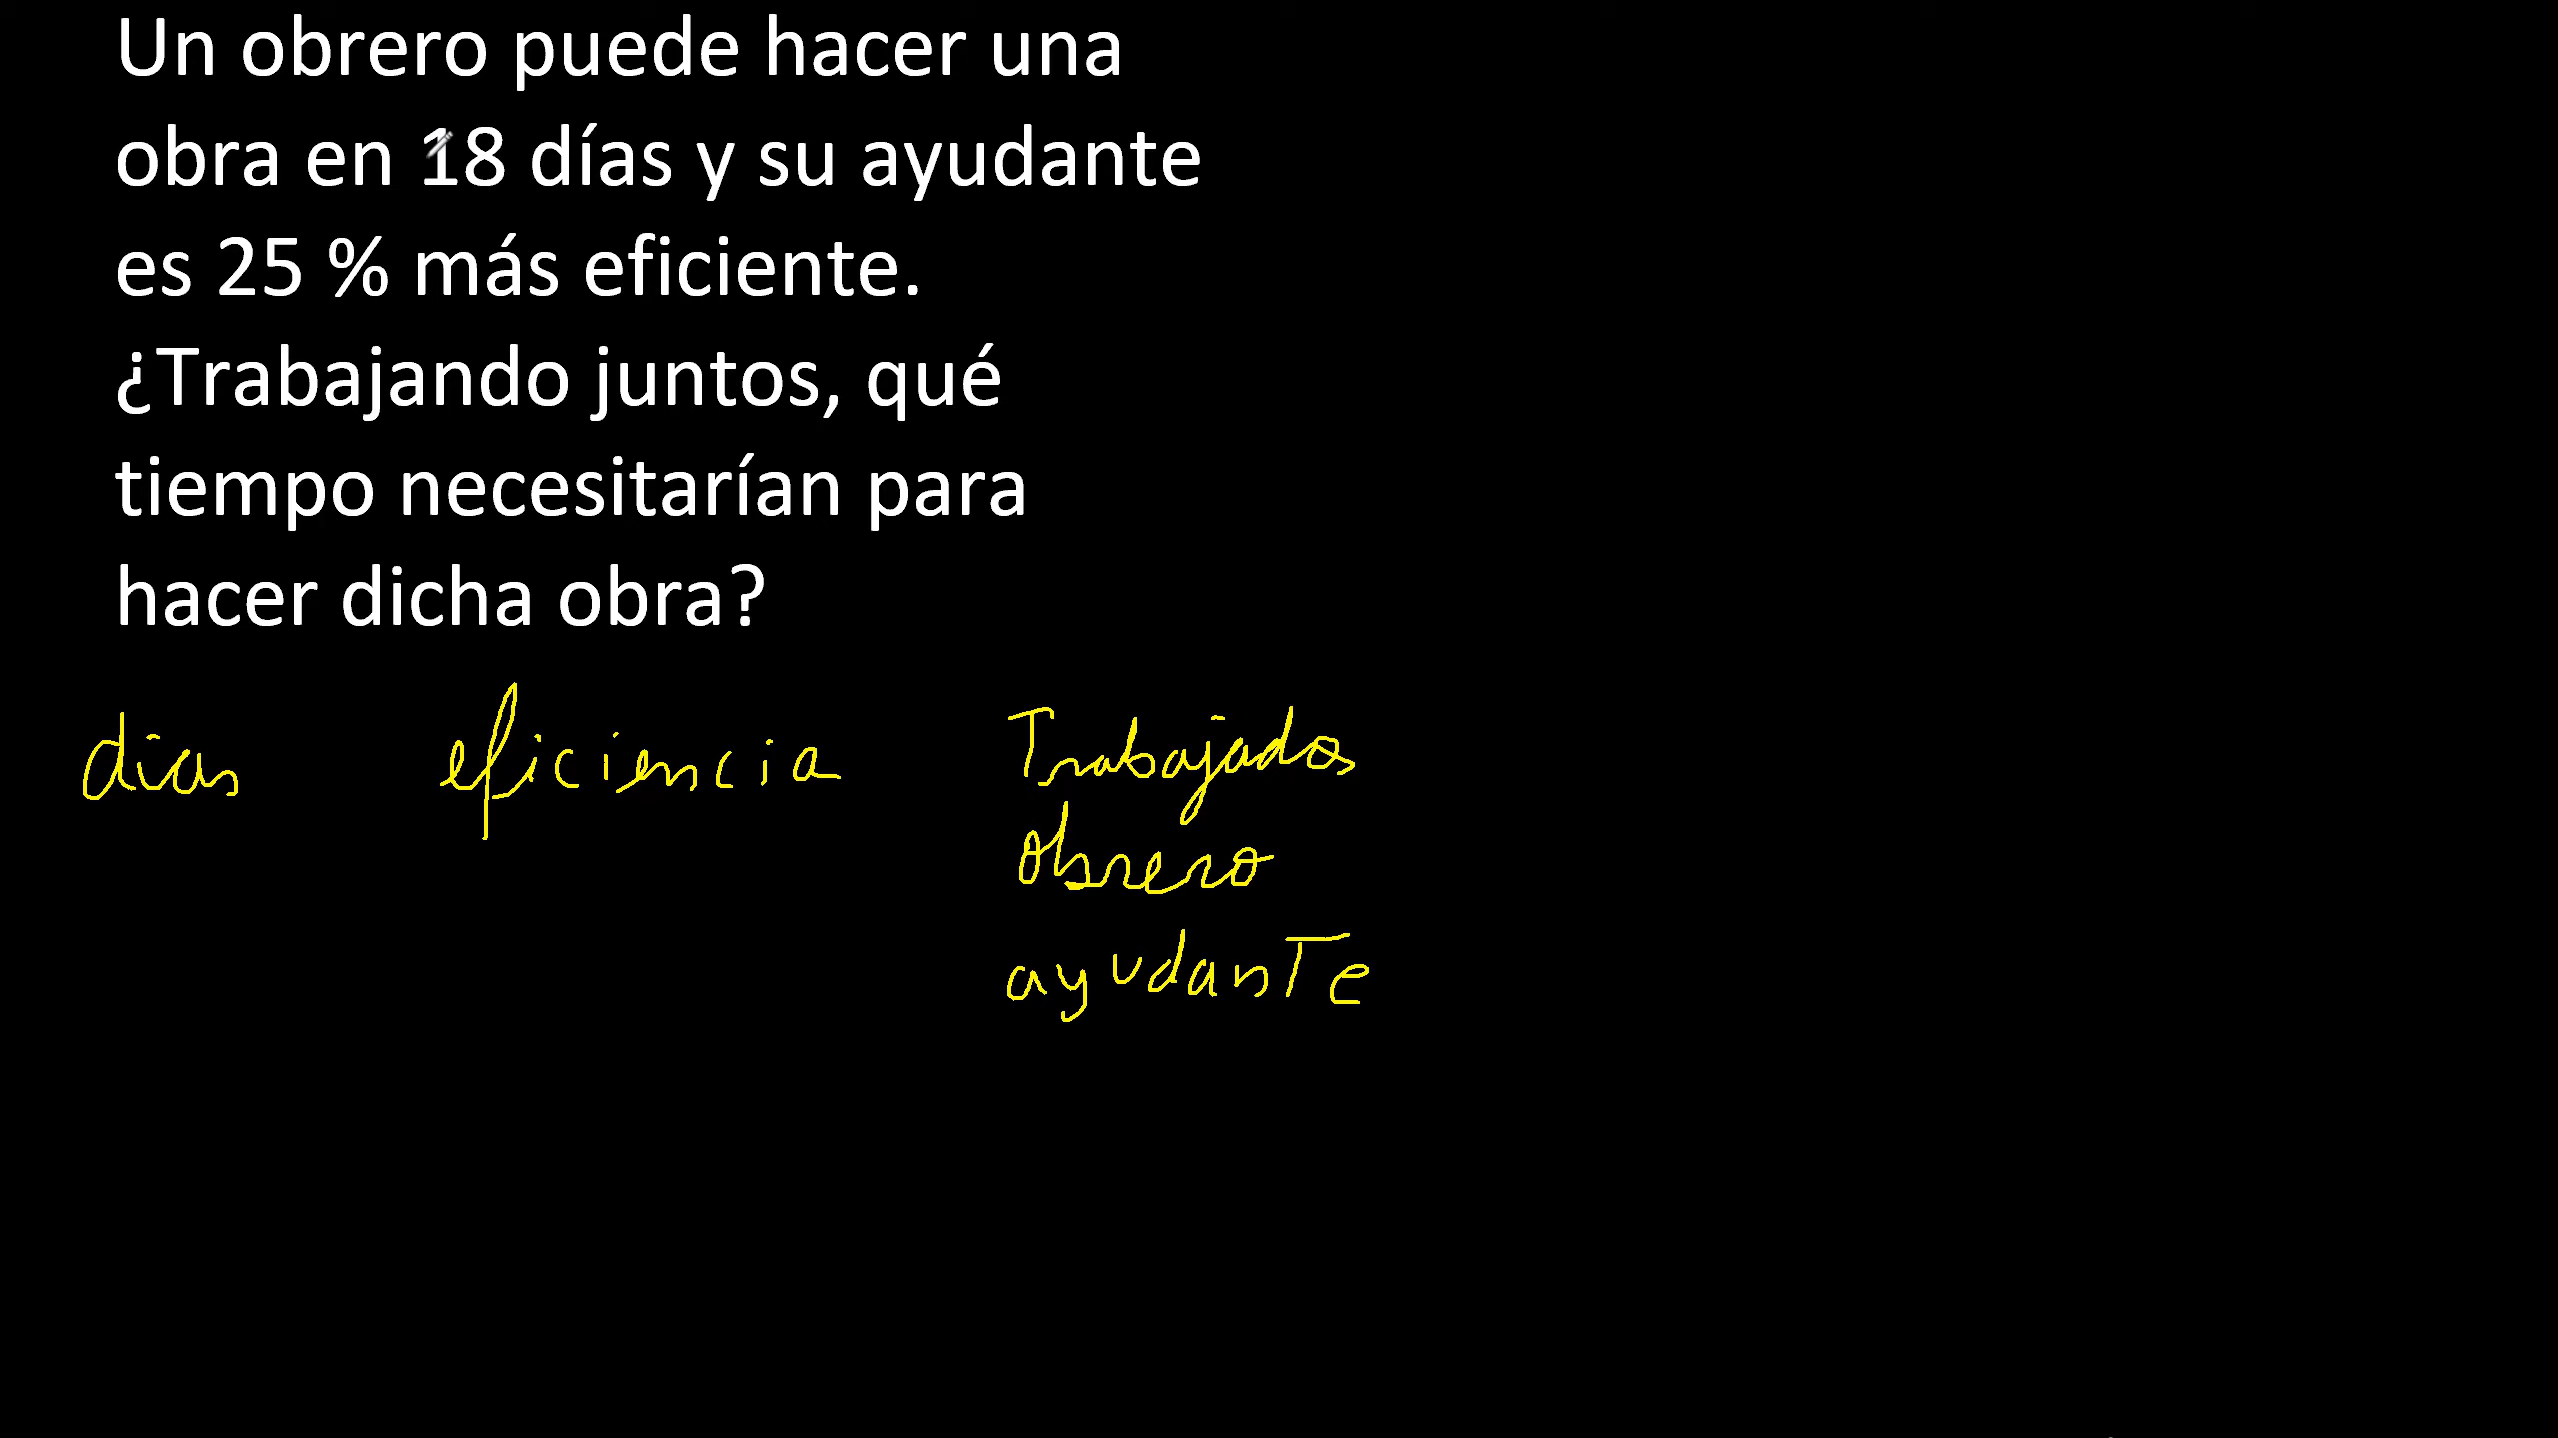 Un obrero puede hacer una
obra en 18 días y su ayudante
es 25 % más eficiente.
¿Trabajando juntos, qué
tiempo necesitarían para
hacer dicha obra?
dias eficiencia Trabajados
obrero
ayudanTe